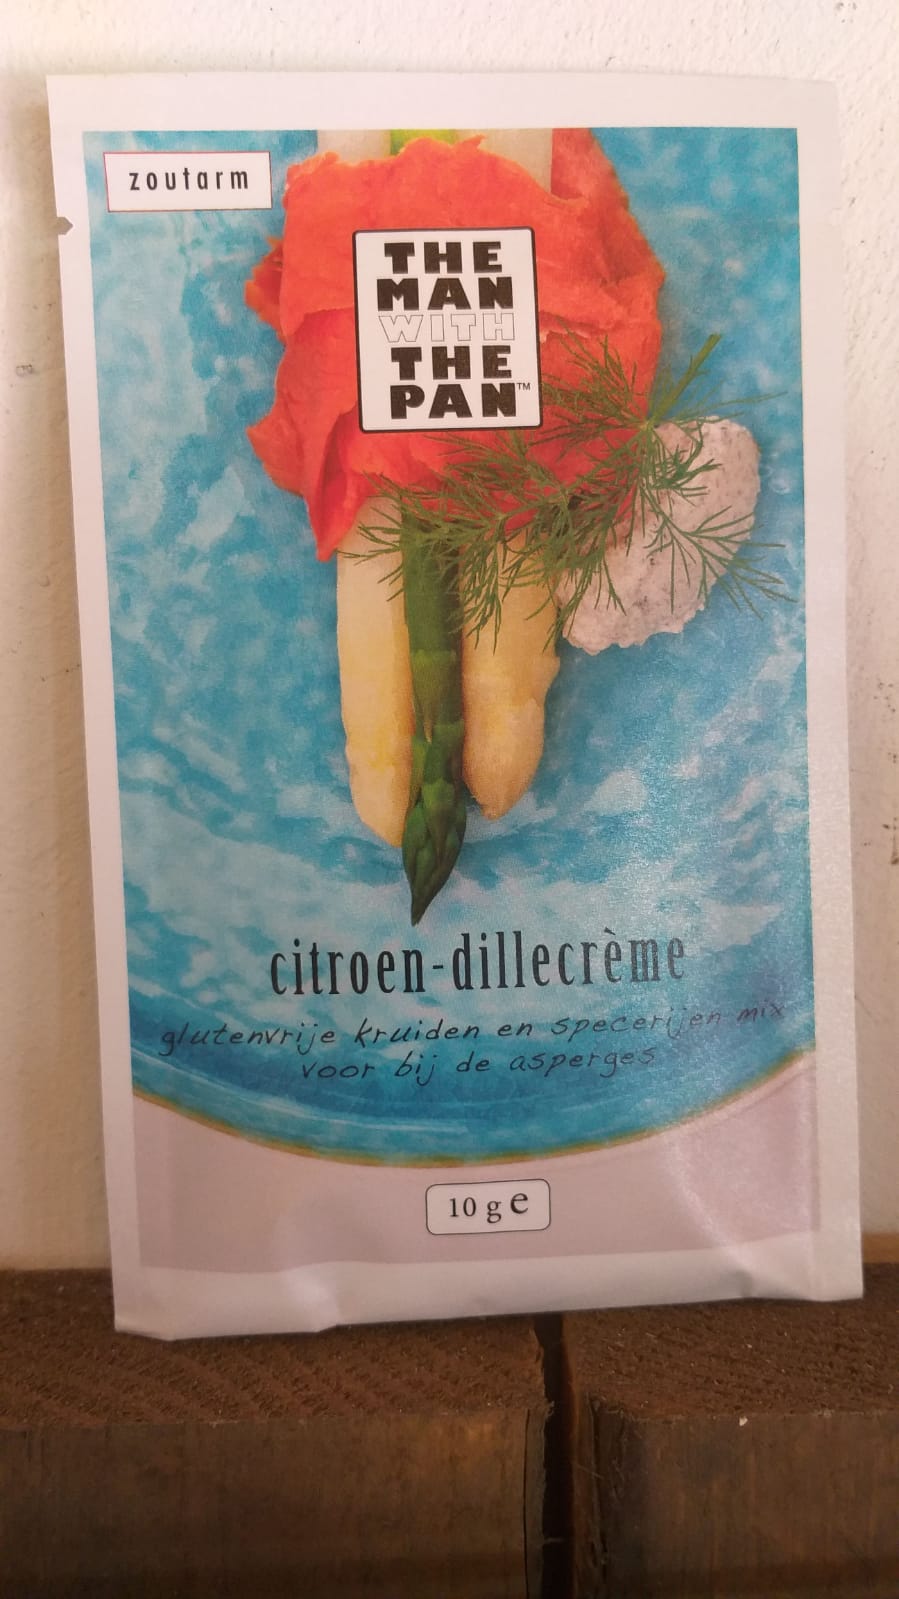 zoutarm
THE
MAN
WITH
THE
PAN™
citroen-dillecrème
glutenvrije kruiden en specerijen mix
voor bij de asperges
10 g e